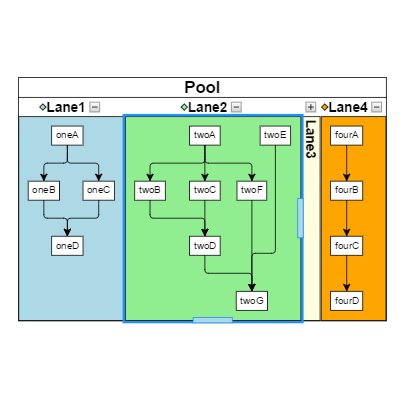 Pool
Lane1
Lane2
Lane3
Lane4
oneA
twoA
twoE
fourA
oneB
oneC
twoB
twoC
twoF
fourB
oneD
twoD
fourC
twoG
fourD